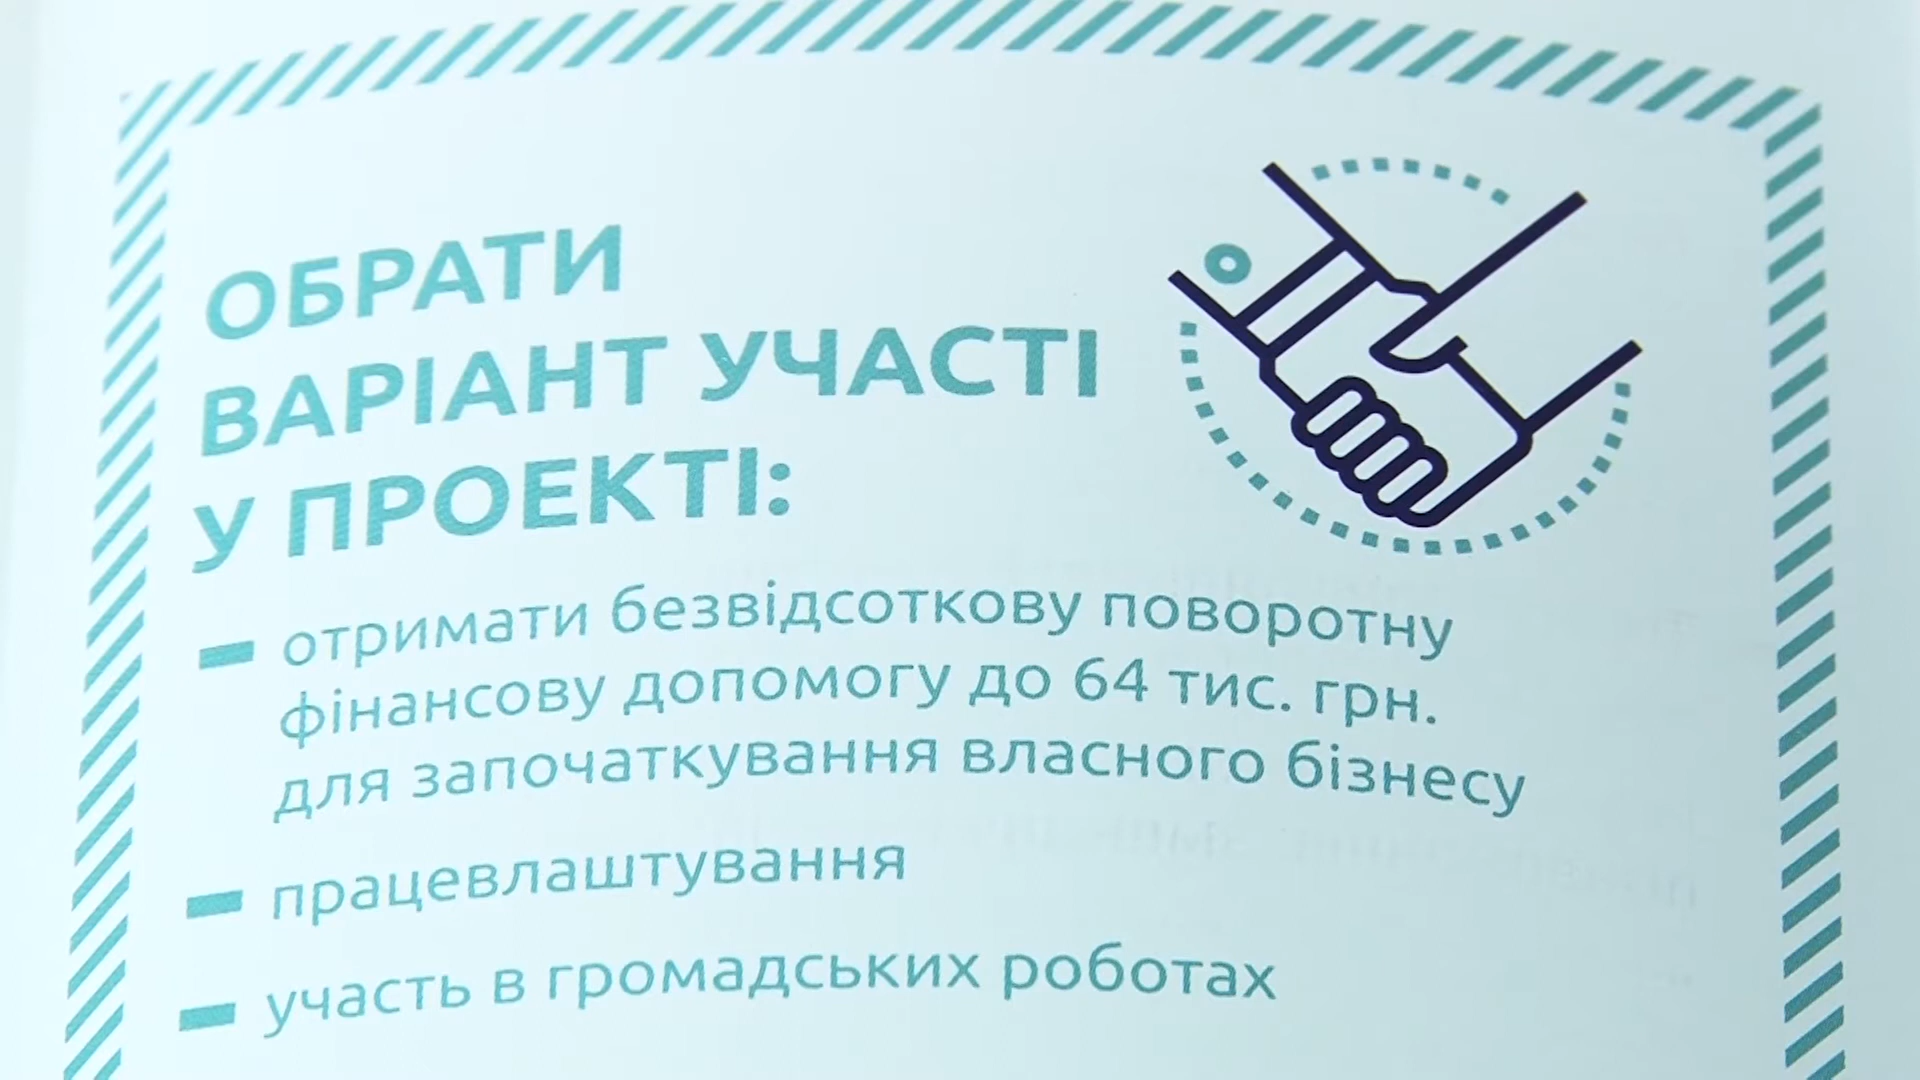 ОБРАТИ
ВАРІАНТ УЧАСТІ
У ПРОЕКТІ:
отримати безвідсоткову поворотну
фінансову допомогу до 64 тис. грн.
для започаткування власного бізнесу
працевлаштування
участь в громадських роботах